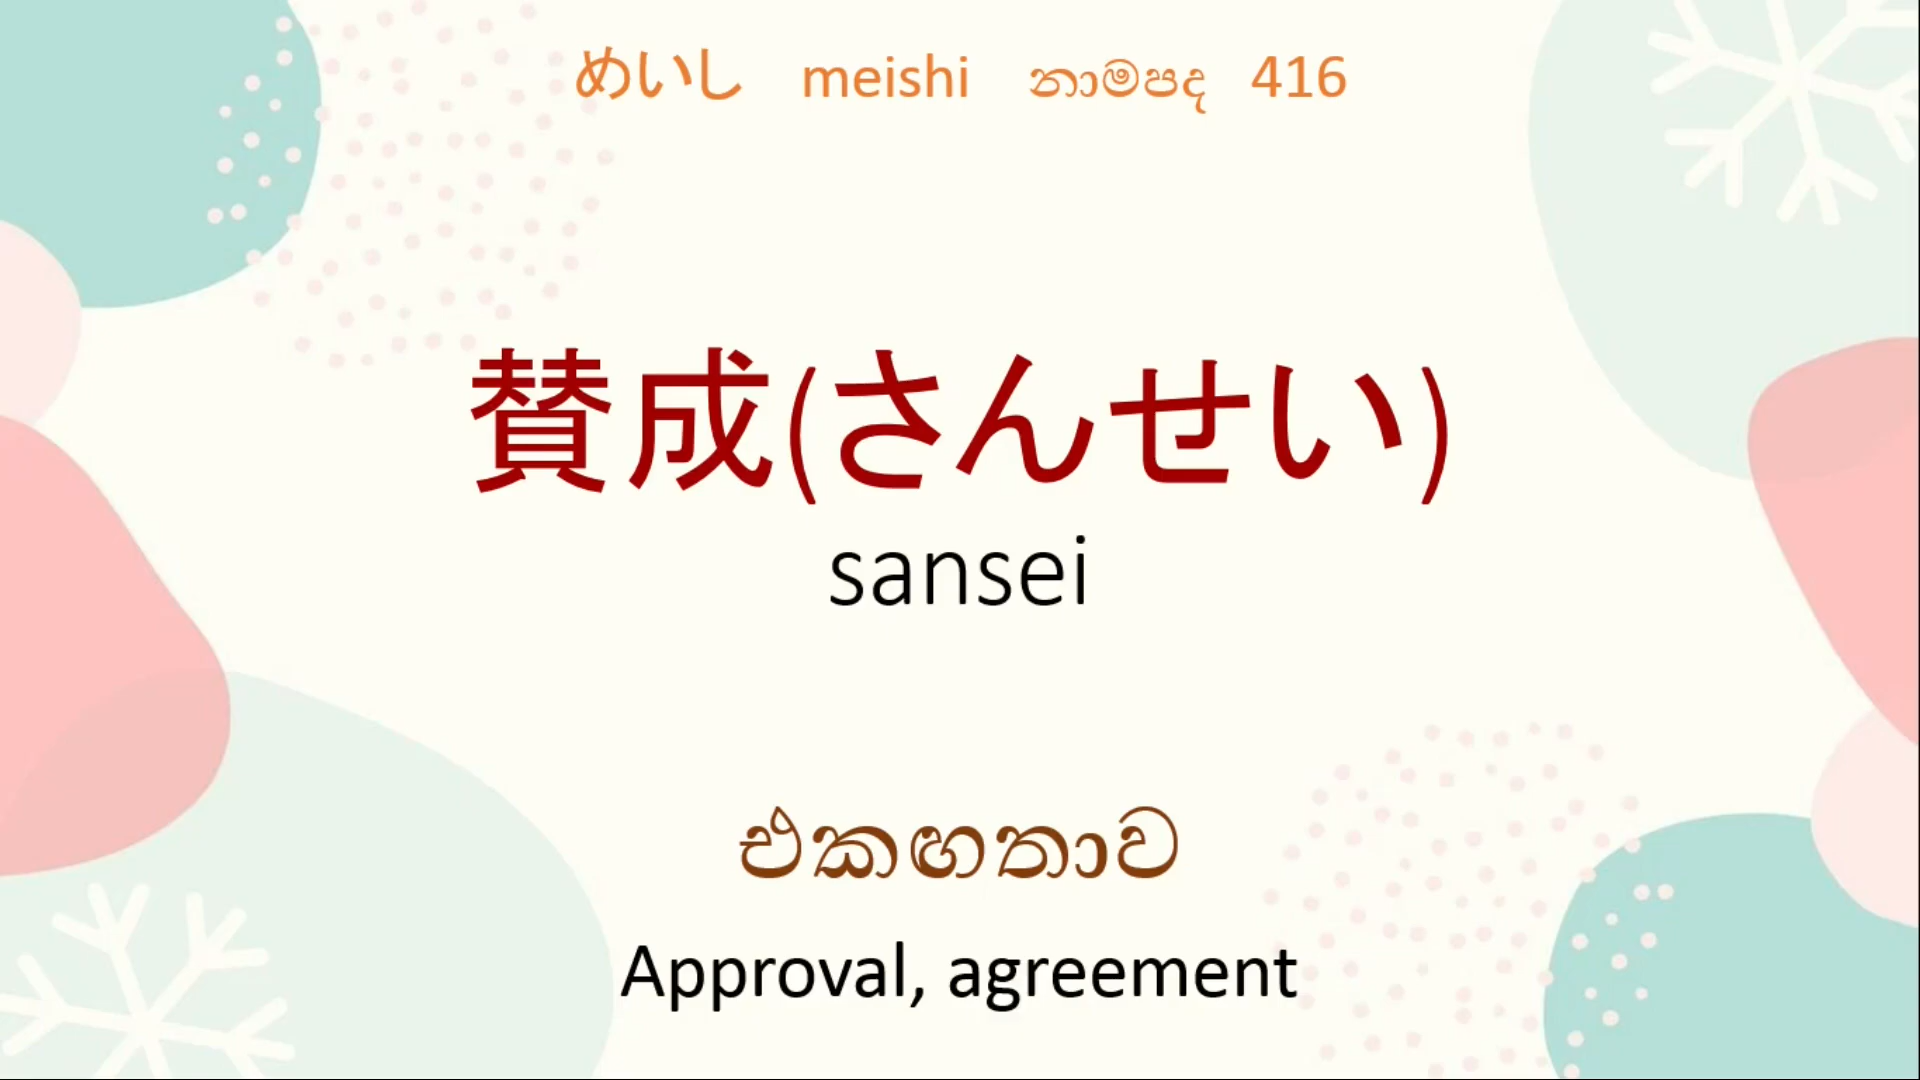 めいし meishi නාමපද 416
賛成(さんせい)
sansei
එකඟතාව
Approval, agreement